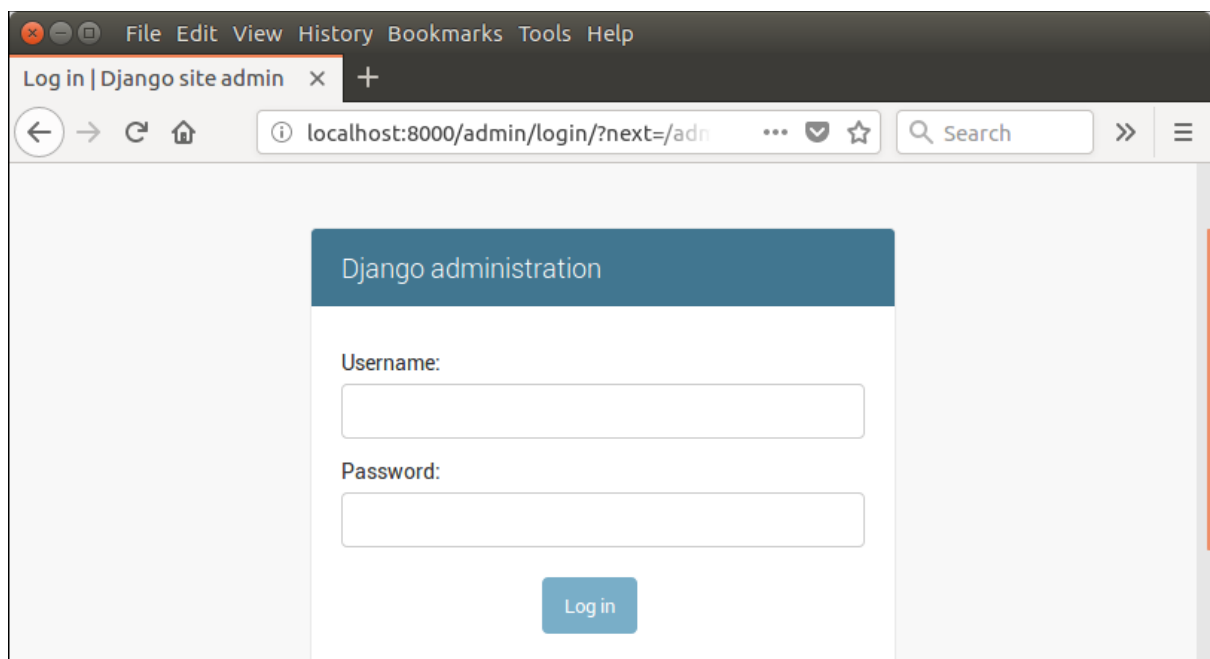 File Edit View History Bookmarks Tools Help
Log in | Django site admin
localhost:8000/admin/login/?next=/adn
Search
Django administration
Username:
Password:
Log in